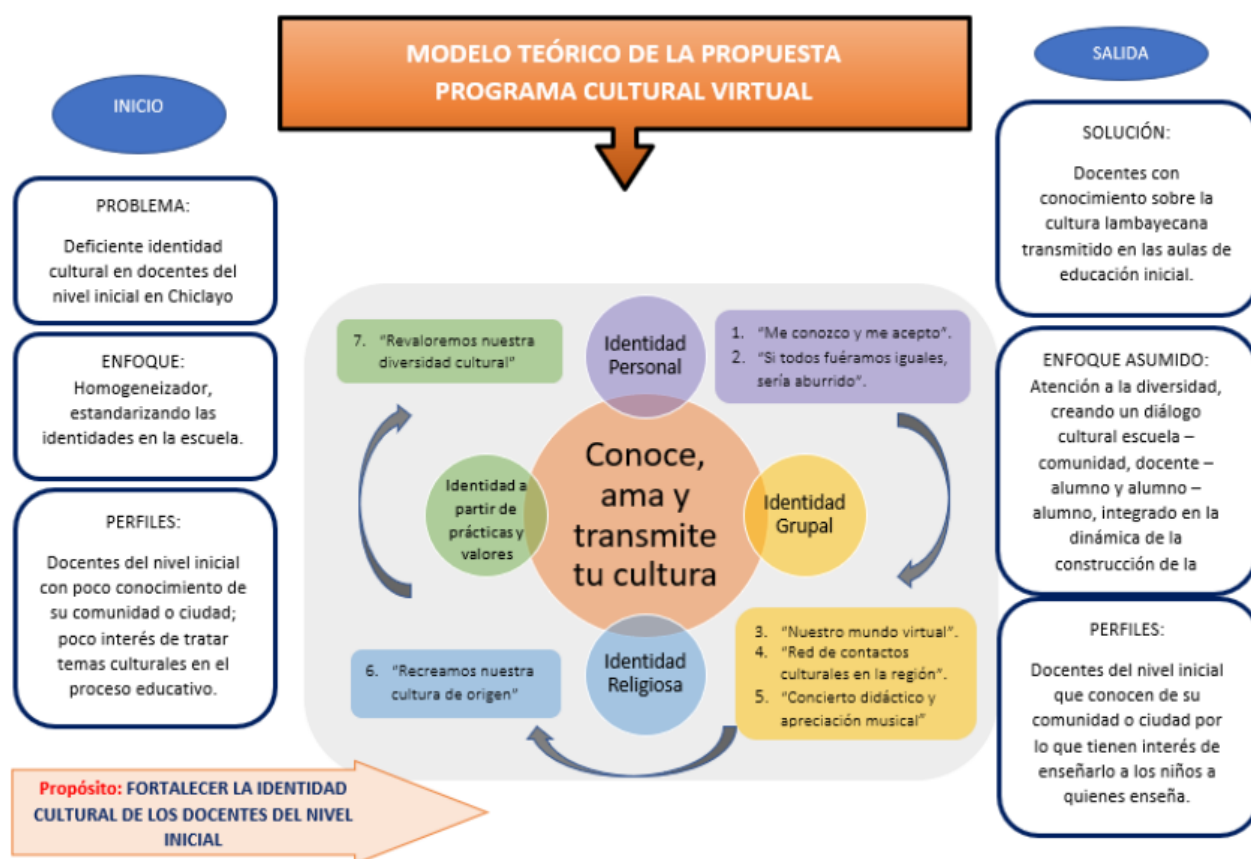 MODELO TEÓRICO DE LA PROPUESTA
PROGRAMA CULTURAL VIRTUAL
INICIO
PROBLEMA:
Deficiente identidad
cultural en docentes del
nivel inicial en Chiclayo
ENFOQUE:
Homogeneizador,
estandarizando las
identidades en la escuela.
PERFILES:
Docentes del nivel inicial
con poco conocimiento de
su comunidad o ciudad;
poco interés de tratar
temas culturales en el
proceso educativo.
7. “Revaloremos nuestra
diversidad cultural”
Identidad
Personal
1. “Me conozco y me acepto”.
2. “Si todos fuéramos iguales,
sería aburrido”.
Identidad a
partir de
prácticas y
valores
Conoce,
ama y
transmite
tu cultura
Identidad
Grupal
6. “Recreamos nuestra
cultura de origen”
Identidad
Religiosa
3. “Nuestro mundo virtual”.
4. “Red de contactos
culturales en la región”.
5. “Concierto didáctico y
apreciación musical”
Propósito: FORTALECER LA IDENTIDAD
CULTURAL DE LOS DOCENTES DEL NIVEL
INICIAL
SALIDA
SOLUCIÓN:
Docentes con
conocimiento sobre la
cultura lambayecana
transmitido en las aulas de
educación inicial.
ENFOQUE ASUMIDO:
Atención a la diversidad,
creando un diálogo
cultural escuela –
comunidad, docente –
alumno y alumno –
alumno, integrado en la
dinámica de la
construcción de la
PERFILES:
Docentes del nivel inicial
que conocen de su
comunidad o ciudad por
lo que tienen interés de
enseñarlo a los niños a
quienes enseña.